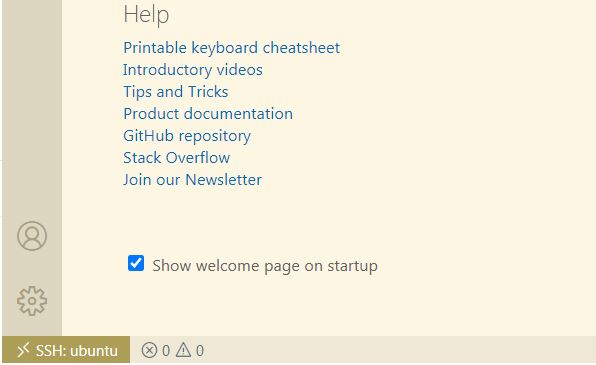 Help
Printable keyboard cheatsheet
Introductory videos
Tips and Tricks
Product documentation
GitHub repository
Stack Overflow
Join our Newsletter
Show welcome page on startup
SSH: ubuntu 0 0